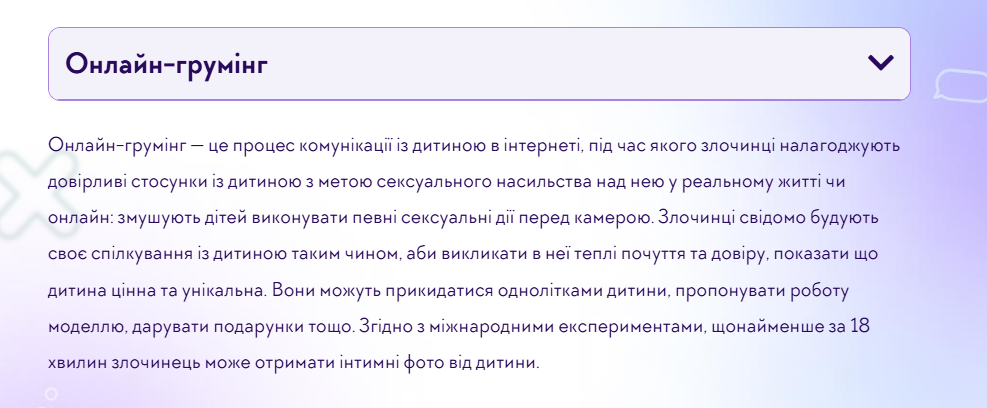 Онлайн-грумінг
Онлайн-грумінг — це процес комунікації із дитиною в інтернеті, під час якого злочинці налагоджують
довірливі стосунки із дитиною з метою сексуального насильства над нею у реальному житті чи
онлайн: змушують дітей виконувати певні сексуальні дії перед камерою. Злочинці свідомо будують
своє спілкування із дитиною таким чином, аби викликати в неї теплі почуття та довіру, показати що
дитина цінна та унікальна. Вони можуть прикидатися однолітками дитини, пропонувати роботу
моделлю, дарувати подарунки тощо. Згідно з міжнародними експериментами, щонайменше за 18
хвилин злочинець може отримати інтимні фото від дитини.